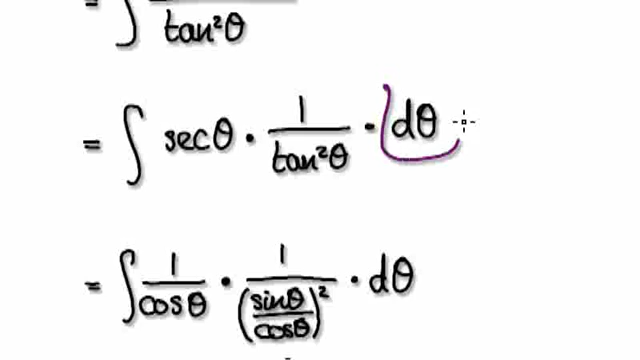 = ∫ tan²θ
= ∫ secθ · 1/tan²θ · dθ
= ∫ 1/cosθ · 1/(sinθ/cosθ)² · dθ